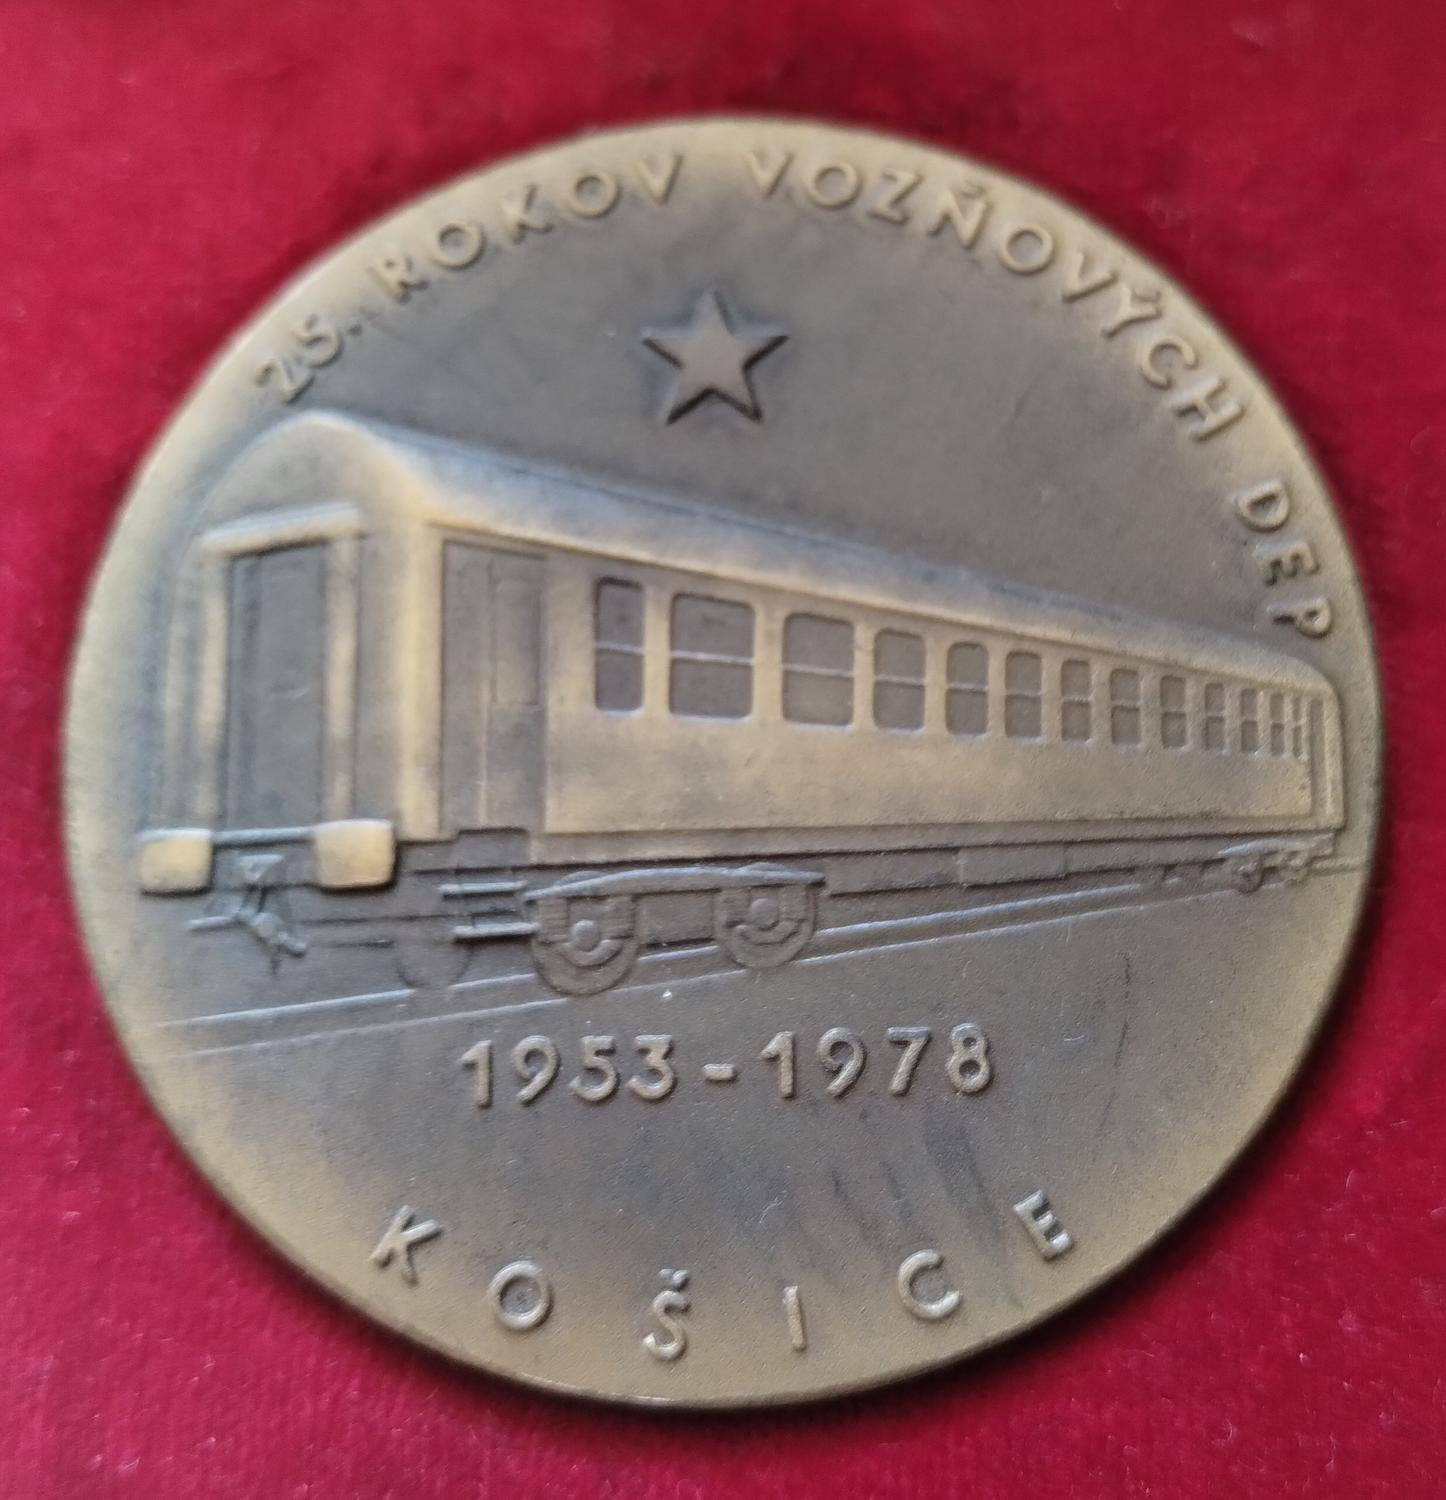 25. ROKOV VOZŇOVÝCH DEP
1953-1978
KOŠICE